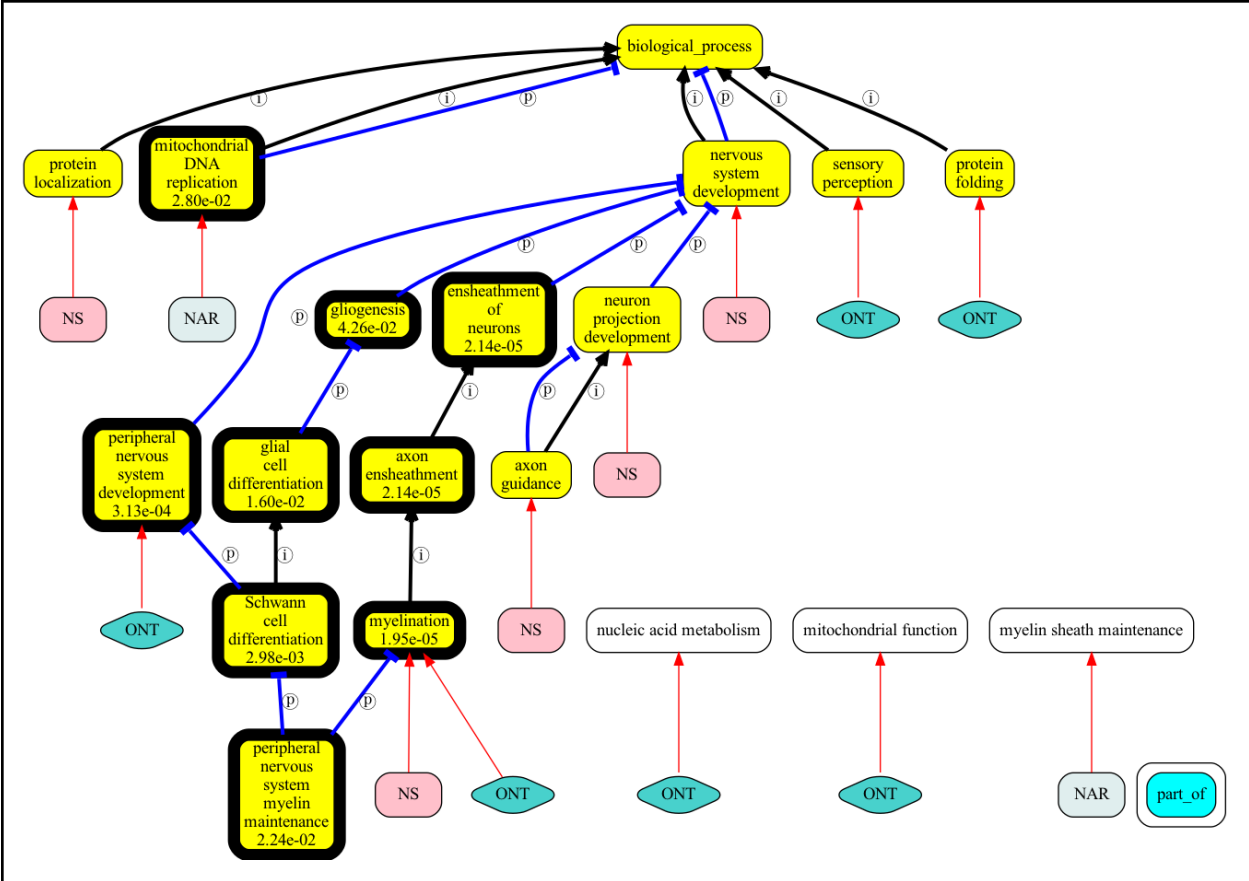 biological_process
i
i
p
i
p
i
i
protein
localization
mitochondrial
DNA
replication
2.80e-02
nervous
system
development
sensory
perception
protein
folding
p
p
p
p
NS
NAR
gliogenesis
4.26e-02
ensheathment
of
neurons
2.14e-05
neuron
projection
development
NS
ONT
ONT
p
i
p
i
peripheral
nervous
system
development
3.13e-04
glial
cell
differentiation
1.60e-02
axon
ensheathment
2.14e-05
axon
guidance
NS
p
i
i
ONT
Schwann
cell
differentiation
2.98e-03
myelination
1.95e-05
NS
nucleic acid metabolism
mitochondrial function
myelin sheath maintenance
p
p
peripheral
nervous
system
myelin
maintenance
2.24e-02
NS
ONT
ONT
ONT
NAR
part_of